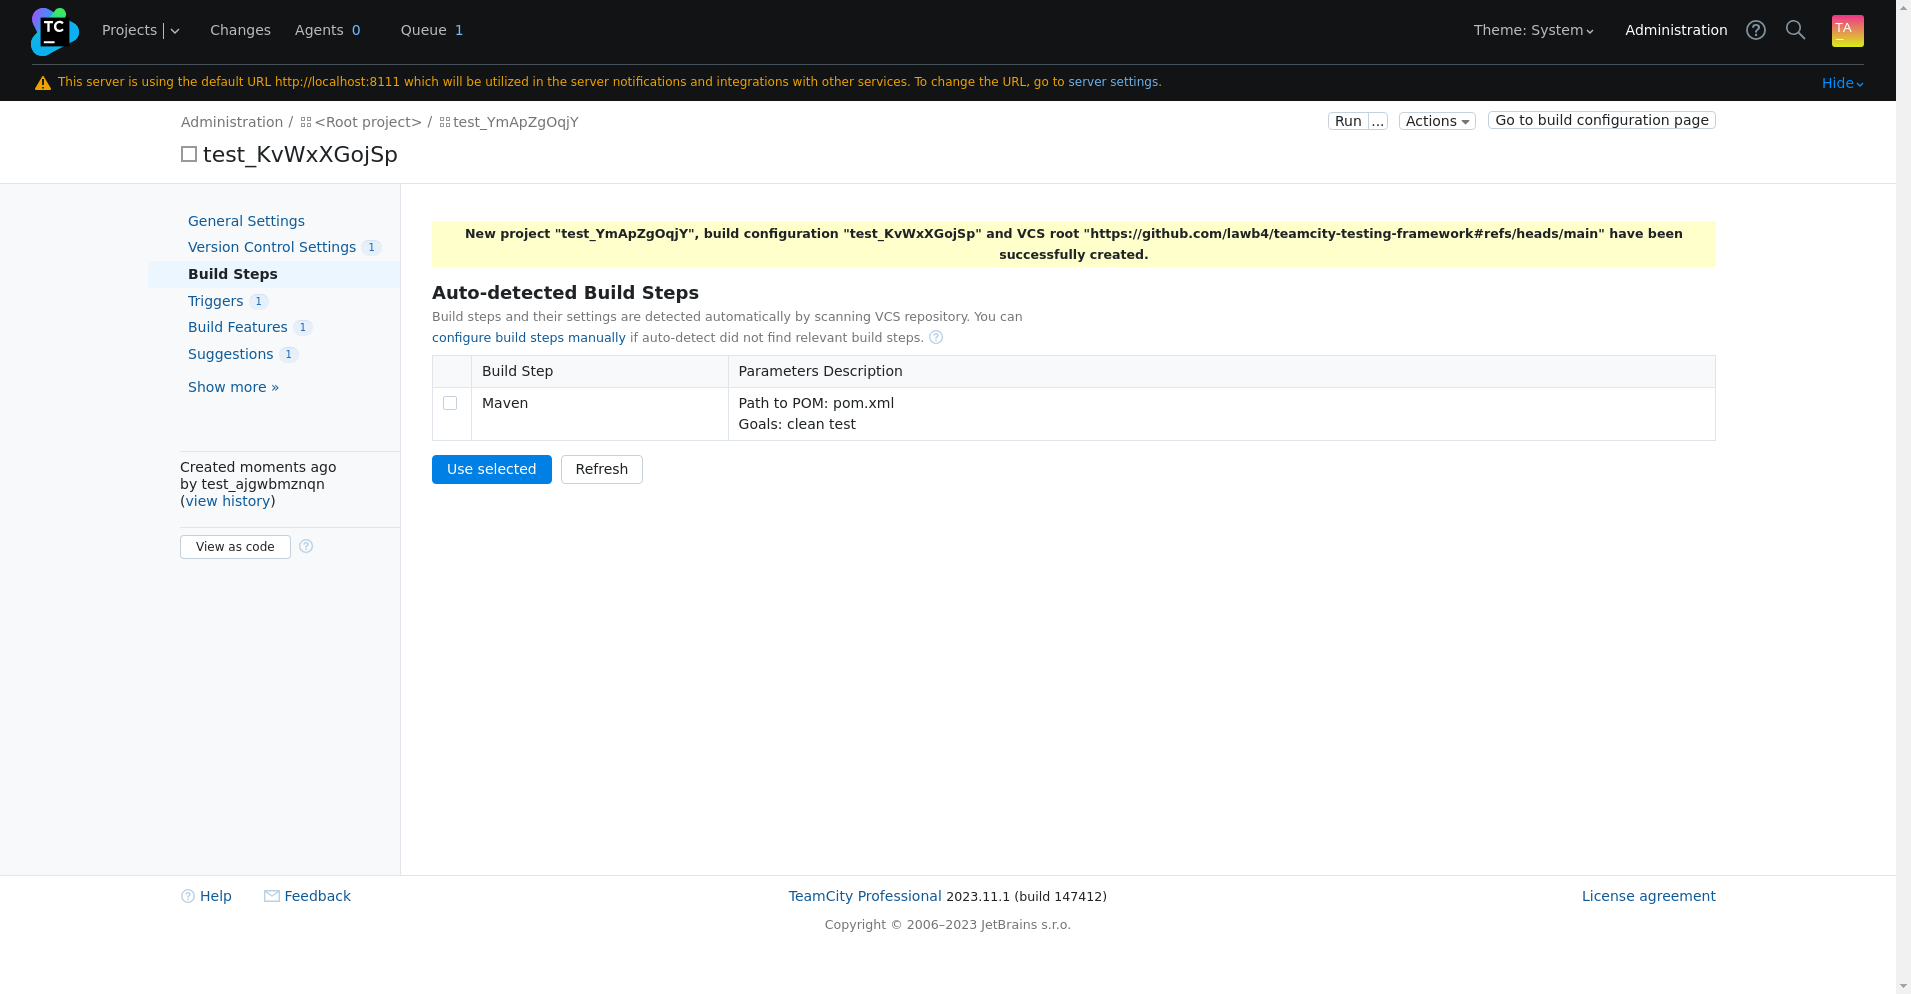 TC
Projects
Changes
Agents 0
Queue 1
Theme: System
Administration
TA
This server is using the default URL http://localhost:8111 which will be utilized in the server notifications and integrations with other services. To change the URL, go to server settings.
Hide
Administration / <Root project> / test_YmApZgOqjY
Run ...
Actions
Go to build configuration page
test_KvWxXGojSp
General Settings
Version Control Settings 1
Build Steps
Triggers 1
Build Features 1
Suggestions 1
Show more »
Created moments ago
by test_ajgwbmznqn
(view history)
View as code ?
New project "test_YmApZgOqjY", build configuration "test_KvWxXGojSp" and VCS root "https://github.com/lawb4/teamcity-testing-framework#refs/heads/main" have been
successfully created.
Auto-detected Build Steps
Build steps and their settings are detected automatically by scanning VCS repository. You can
configure build steps manually if auto-detect did not find relevant build steps. ?
Build Step Parameters Description
Maven Path to POM: pom.xml
Goals: clean test
Use selected
Refresh
? Help
Feedback
TeamCity Professional 2023.11.1 (build 147412)
License agreement
Copyright © 2006–2023 JetBrains s.r.o.